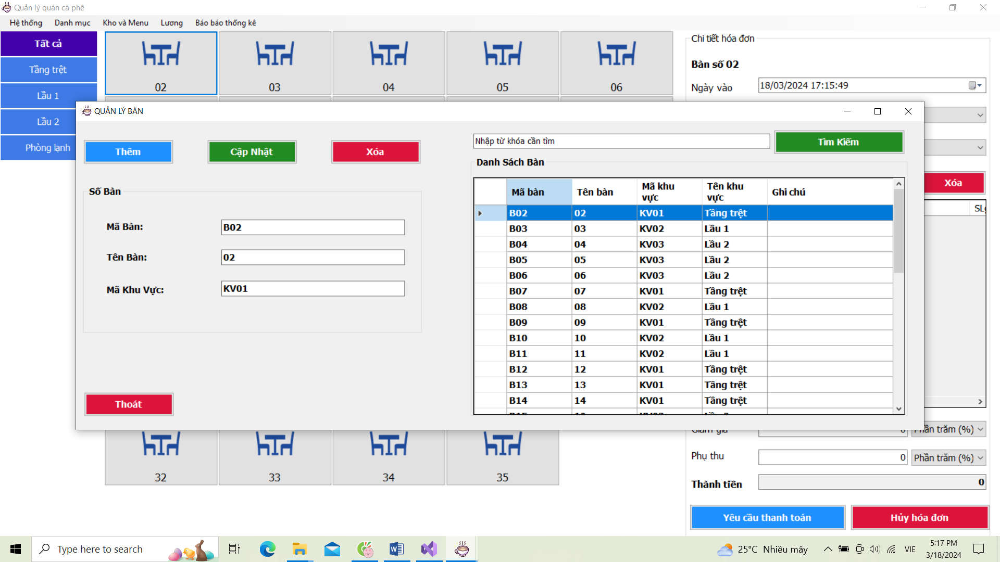 Quản lý quán cà phê
Hệ thống Danh mục Kho và Menu Lương Báo báo thống kê
Tất cả
Tầng trệt
Lầu 1
Lầu 2
Phòng lạnh
02 03 04 05 06
Chi tiết hóa đơn
Bàn số 02
Ngày vào 18/03/2024 17:15:49
QUẢN LÝ BÀN
Thêm Cập Nhật Xóa
Số Bàn
Mã Bàn: B02
Tên Bàn: 02
Mã Khu Vực: KV01
Thoát
Nhập từ khóa cần tìm Tìm Kiếm
Danh Sách Bàn
Mã bàn Tên bàn Mã khu vực Tên khu vực Ghi chú
B02 02 KV01 Tầng trệt
B03 03 KV02 Lầu 1
B04 04 KV03 Lầu 2
B05 05 KV03 Lầu 2
B06 06 KV03 Lầu 2
B07 07 KV01 Tầng trệt
B08 08 KV02 Lầu 1
B09 09 KV01 Tầng trệt
B10 10 KV02 Lầu 1
B11 11 KV02 Lầu 1
B12 12 KV01 Tầng trệt
B13 13 KV01 Tầng trệt
B14 14 KV01 Tầng trệt
Xóa
32 33 34 35
Giảm giá 0 Phần trăm (%)
Phụ thu 0 Phần trăm (%)
Thành tiền 0
Yêu cầu thanh toán Hủy hóa đơn
Type here to search
25°C Nhiều mây
VIE
5:17 PM
3/18/2024